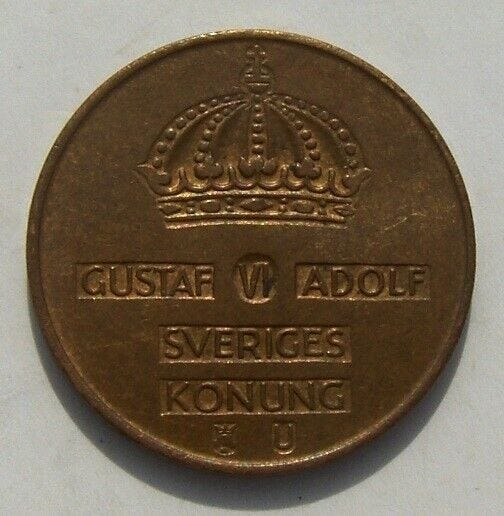 GUSTAF VI ADOLF
SVERIGES
KONUNG
U